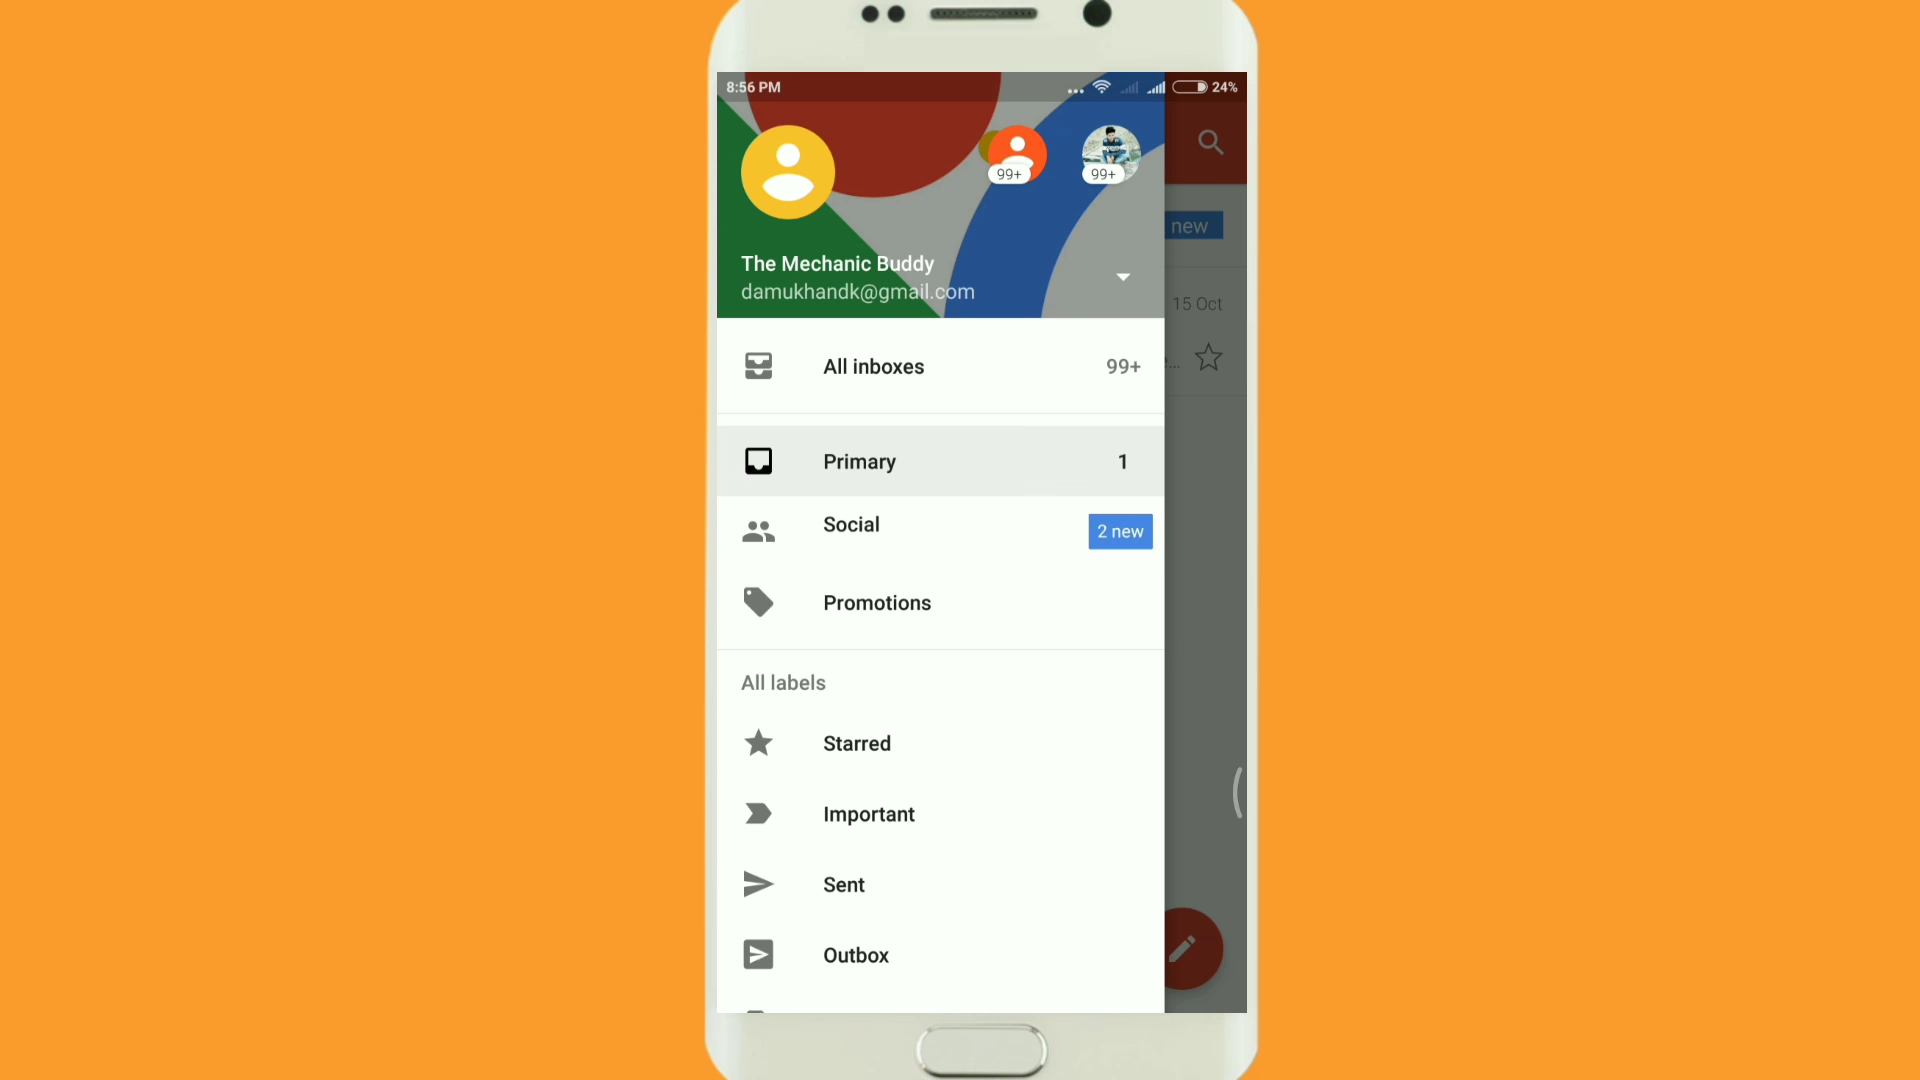 8:56 PM
24%
99+
99+
The Mechanic Buddy
damukhandk@gmail.com
new
15 Oct
All inboxes 99+
Primary 1
Social 2 new
Promotions
All labels
Starred
Important
Sent
Outbox